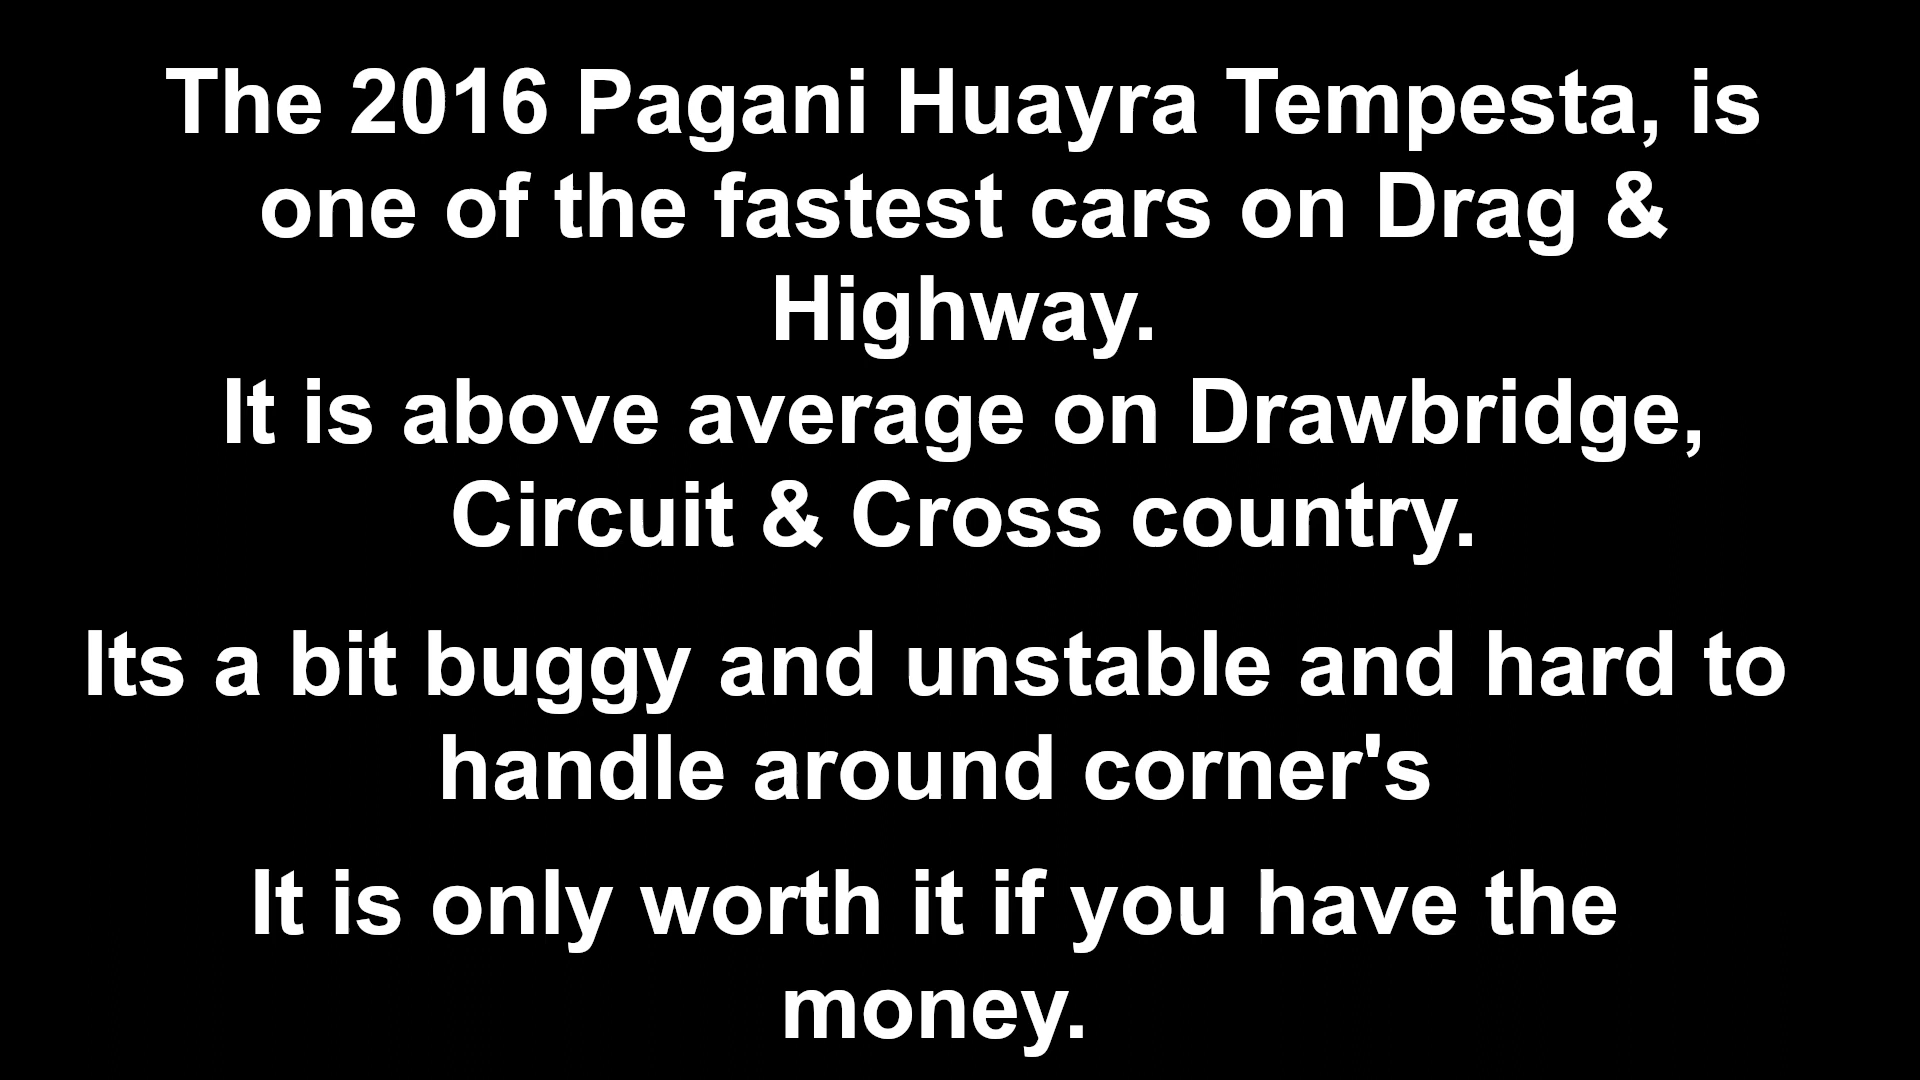 The 2016 Pagani Huayra Tempesta, is
one of the fastest cars on Drag &
Highway.
It is above average on Drawbridge,
Circuit & Cross country.
Its a bit buggy and unstable and hard to
handle around corner's
It is only worth it if you have the
money.